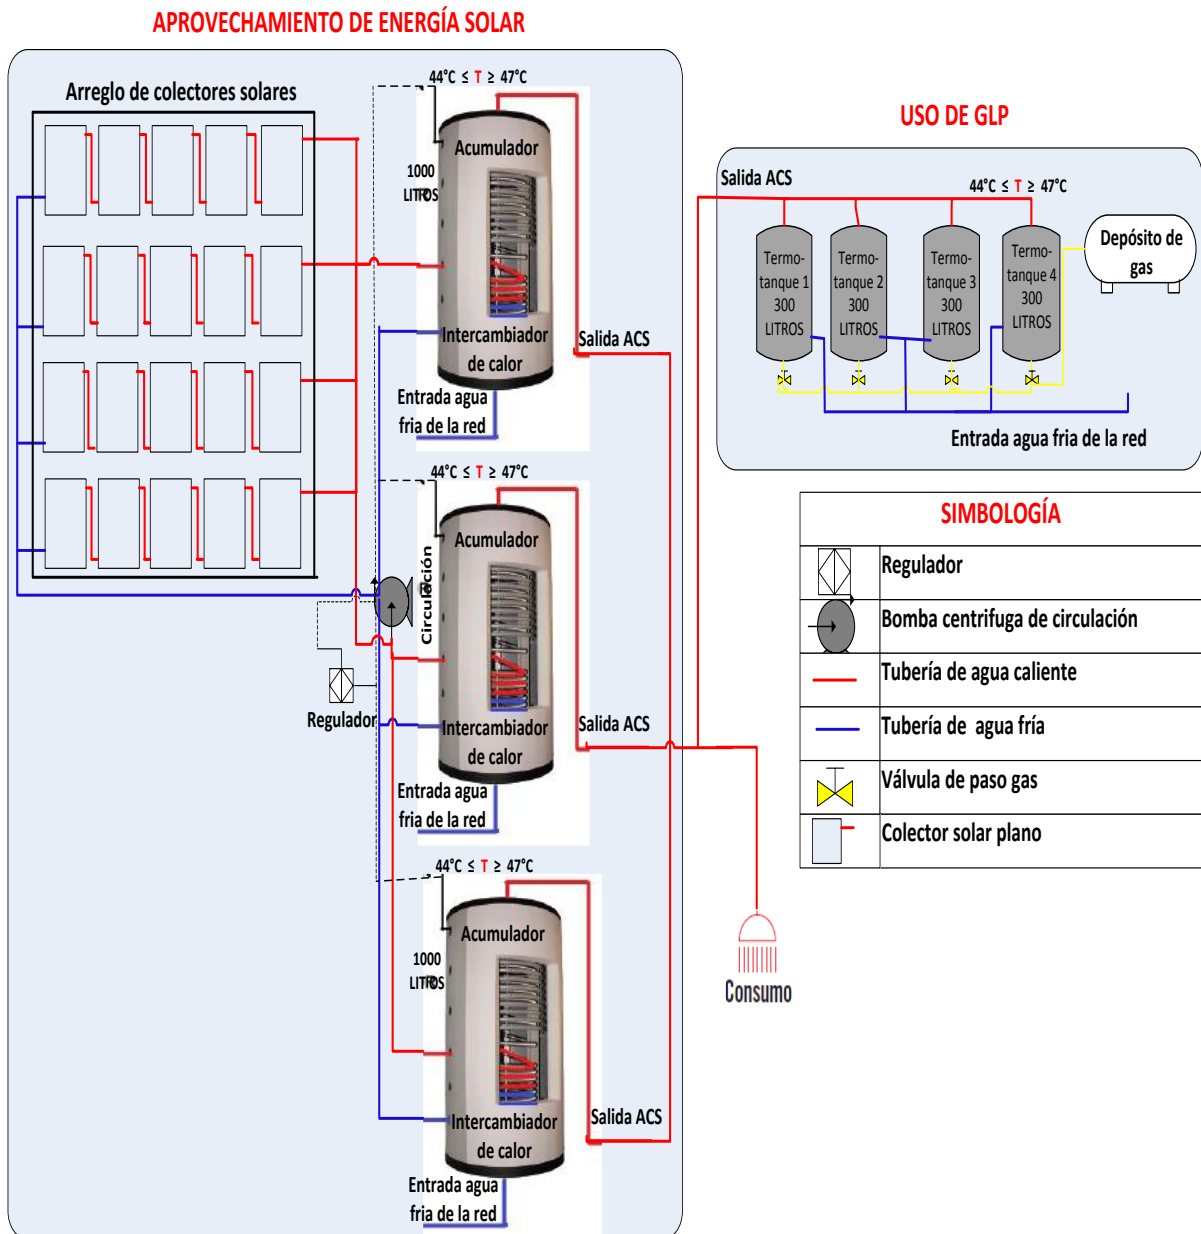 APROVECHAMIENTO DE ENERGÍA SOLAR
Arreglo de colectores solares
44°C ≤ T ≥ 47°C
Acumulador
1000
LITROS
Intercambiador
de calor
Salida ACS
Entrada agua
fria de la red
44°C ≤ T ≥ 47°C
Acumulador
Circulación
Regulador
Intercambiador
de calor
Salida ACS
Entrada agua
fria de la red
44°C ≤ T ≥ 47°C
Acumulador
1000
LITROS
Intercambiador
de calor
Salida ACS
Entrada agua
fria de la red
USO DE GLP
Salida ACS
44°C ≤ T ≥ 47°C
Termo-
tanque 1
300
LITROS
Termo-
tanque 2
300
LITROS
Termo-
tanque 3
300
LITROS
Termo-
tanque 4
300
LITROS
Depósito de
gas
Entrada agua fria de la red
SIMBOLOGÍA
Regulador
Bomba centrifuga de circulación
Tubería de agua caliente
Tubería de agua fría
Válvula de paso gas
Colector solar plano
Consumo